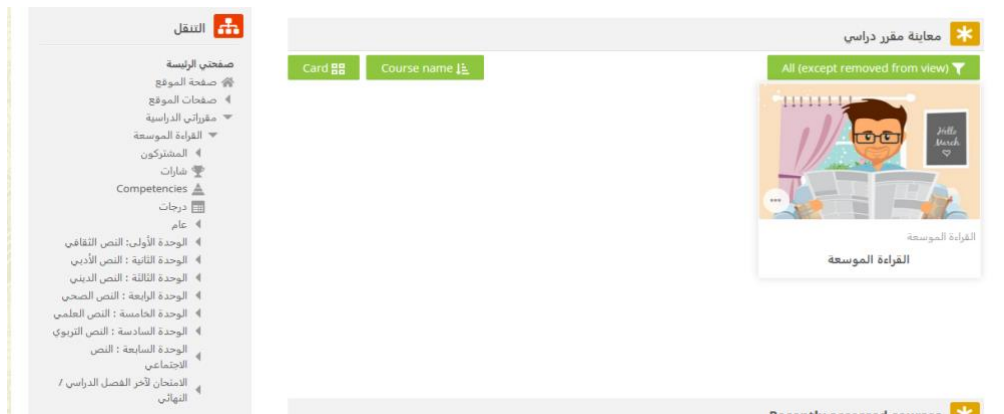 معاينة مقرر دراسي
All (except removed from view)
Course name
Card
Hello
March
القراءة الموسعة
القراءة الموسعة
التنقل
صفحتي الرئيسة
صفحة الموقع
صفحات الموقع
مقرراتي الدراسية
القراءة الموسعة
المشتركون
شارات
Competencies
درجات
عام
الوحدة الأولى: النص الثقافي
الوحدة الثانية : النص الأدبي
الوحدة الثالثة : النص الديني
الوحدة الرابعة : النص الصحي
الوحدة الخامسة : النص العلمي
الوحدة السادسة : النص التربوي
الوحدة السابعة : النص
الاجتماعي
الامتحان لآخر الفصل الدراسي /
النهائي
Recently accessed courses